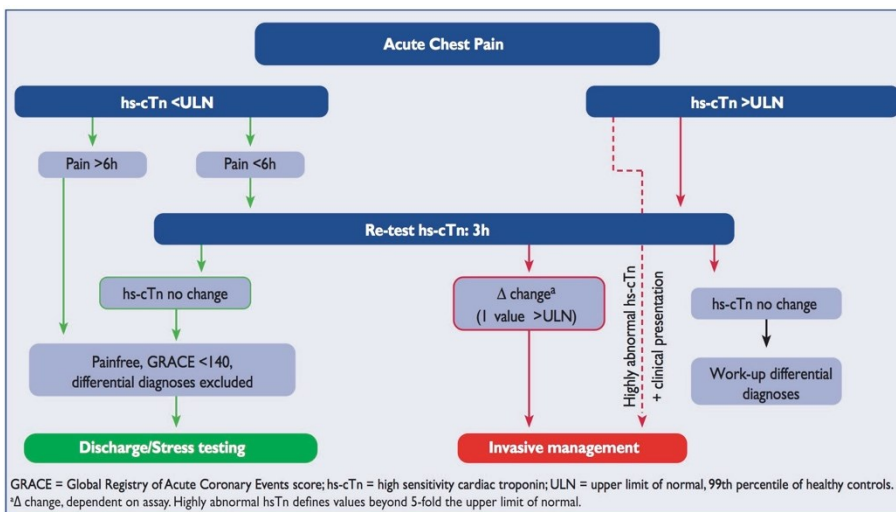 Acute Chest Pain
hs-cTn <ULN
hs-cTn >ULN
Pain >6h
Pain <6h
Re-test hs-cTn: 3h
hs-cTn no change
Δ changeᵃ
(1 value >ULN)
Highly abnormal hs-cTn
+ clinical presentation
hs-cTn no change
Painfree, GRACE <140,
differential diagnoses excluded
Work-up differential
diagnoses
Discharge/Stress testing
Invasive management
GRACE = Global Registry of Acute Coronary Events score; hs-cTn = high sensitivity cardiac troponin; ULN = upper limit of normal, 99th percentile of healthy controls.
ᵃΔ change, dependent on assay. Highly abnormal hsTn defines values beyond 5-fold the upper limit of normal.